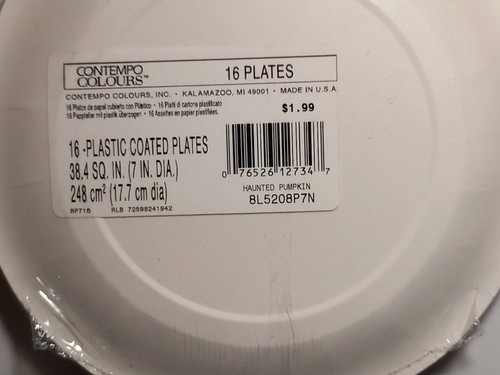 CONTEMPO
COLOURS™
16 PLATES
CONTEMPO COLOURS, INC. • KALAMAZOO, MI 49001 • MADE IN U.S.A.
16 Platos de papel cubierto con Plástico • 16 Piatti di cartone plastificato
16 Pappteller mit plastik überzogen • 16 Assiettes en papier plastifiées.
$1.99
16 -PLASTIC COATED PLATES
38.4 SQ. IN. (7 IN. DIA.)
248 cm² (17.7 cm dia)
RP716 RLB 72598241942
0 76526 12734 7
HAUNTED PUMPKIN
8L5208P7N